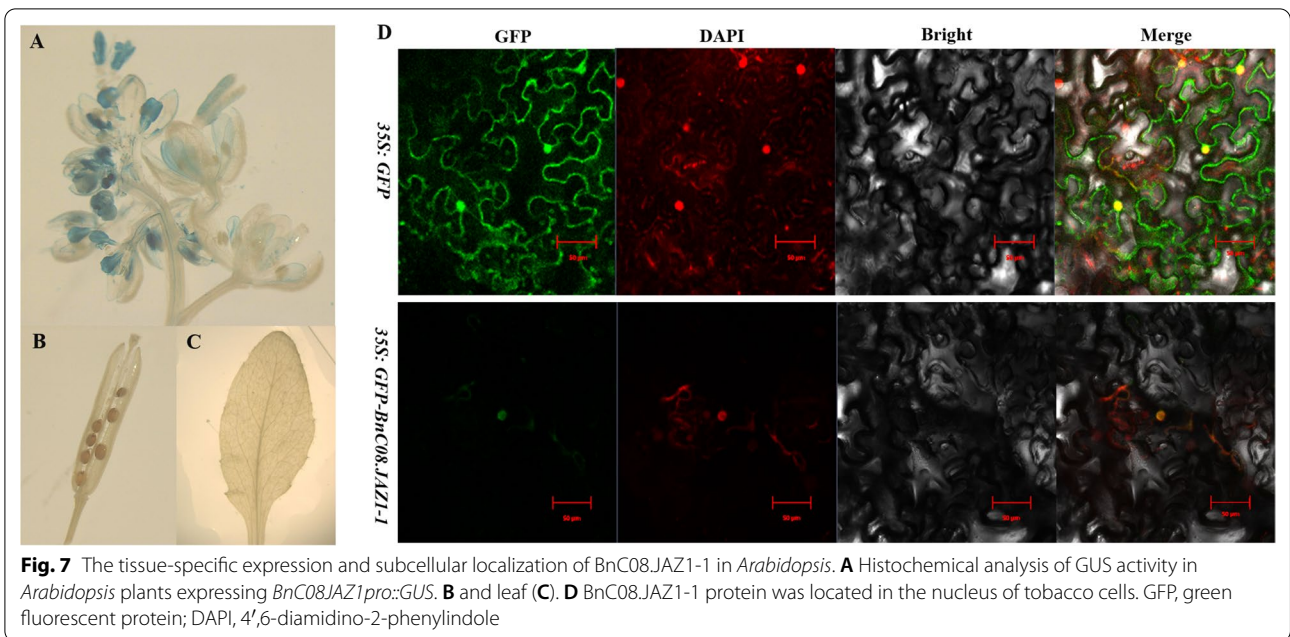 A
D
GFP
DAPI
Bright
Merge
35S: GFP
50 μm
50 μm
50 μm
50 μm
B
C
35S: GFP-BnC08.JAZ1-1
50 μm
50 μm
50 μm
50 μm
Fig. 7 The tissue-specific expression and subcellular localization of BnC08.JAZ1-1 in Arabidopsis. A Histochemical analysis of GUS activity in
Arabidopsis plants expressing BnC08JAZ1pro::GUS. B and leaf (C). D BnC08.JAZ1-1 protein was located in the nucleus of tobacco cells. GFP, green
fluorescent protein; DAPI, 4′,6-diamidino-2-phenylindole